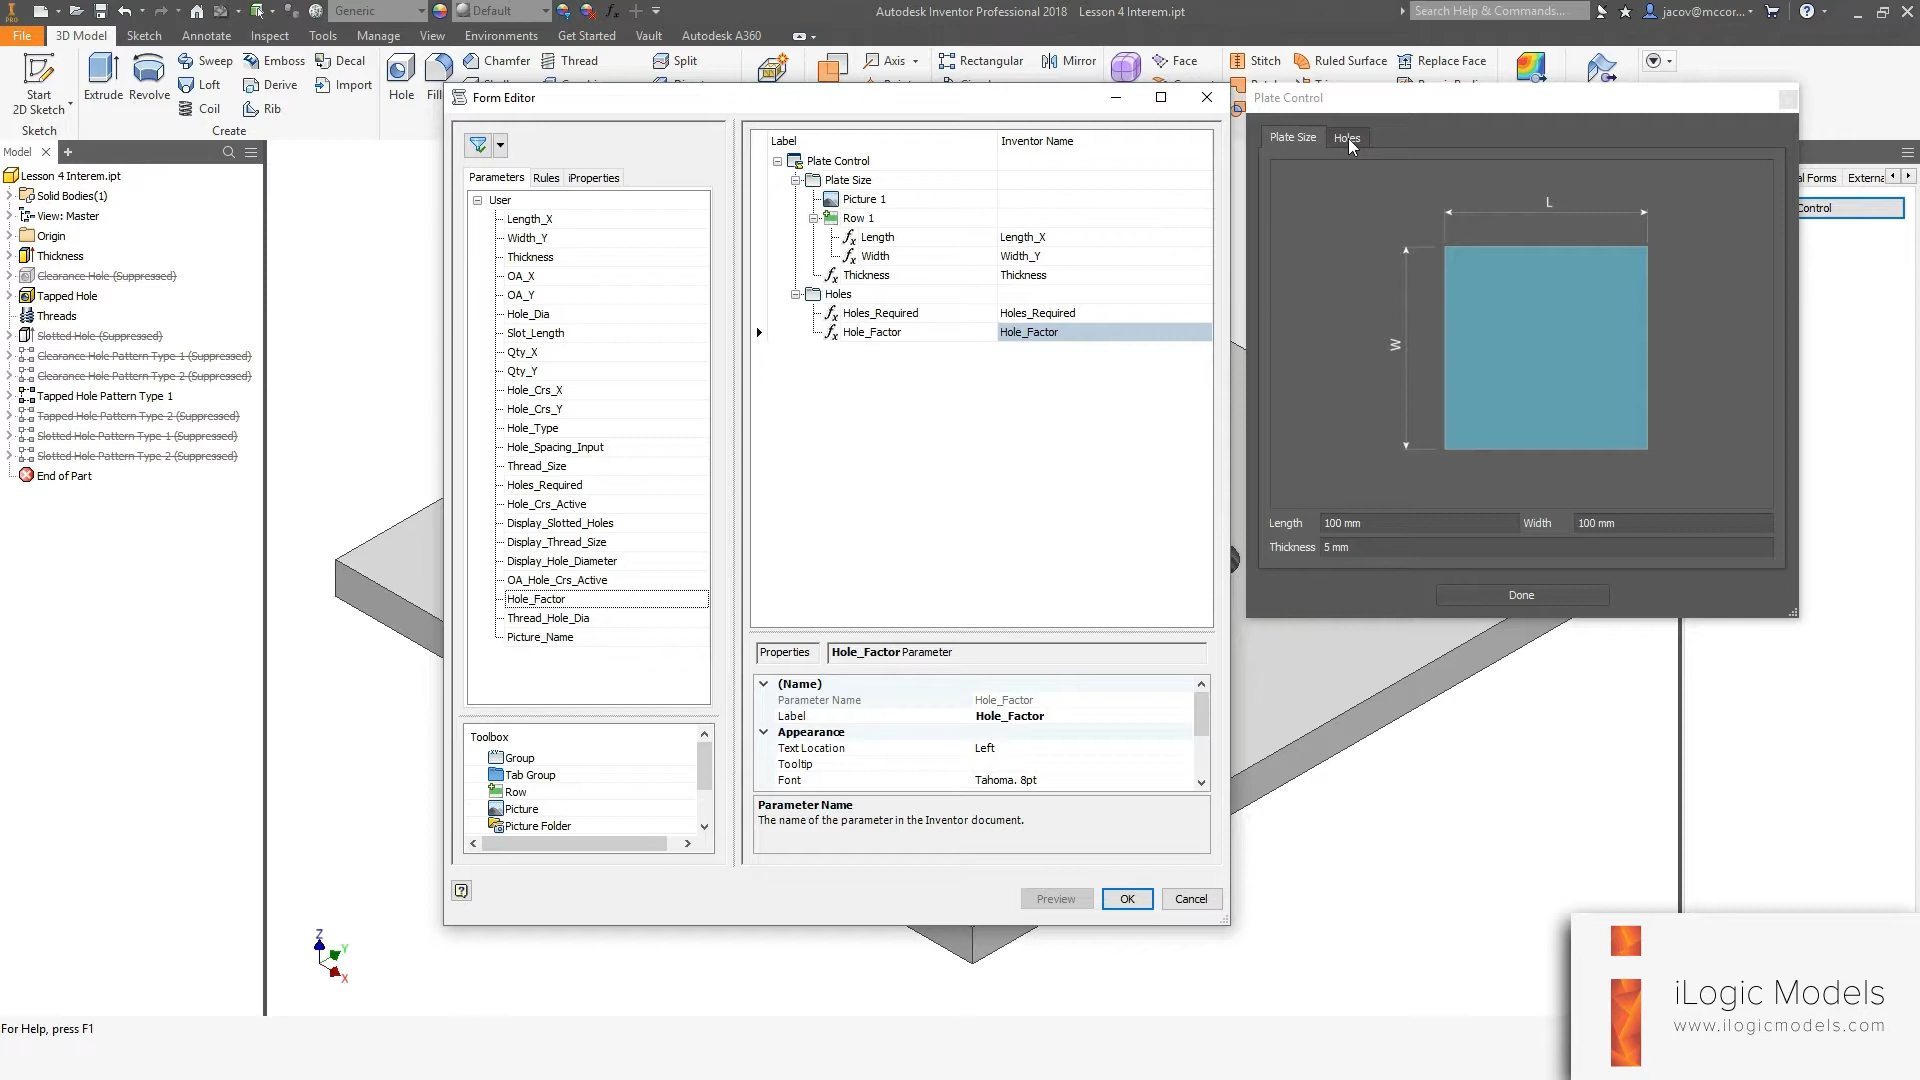 PRO
Generic
Default
Autodesk Inventor Professional 2018 Lesson 4 Interem.ipt
Search Help & Commands...
jacov@mccor...
File
3D Model
Sketch
Annotate
Inspect
Tools
Manage
View
Environments
Get Started
Vault
Autodesk A360
Start
2D Sketch
Sketch
Extrude
Revolve
Sweep
Loft
Coil
Emboss
Derive
Rib
Decal
Import
Create
Hole
Chamfer
Thread
Split
Axis
Rectangular
Mirror
Face
Stitch
Ruled Surface
Replace Face
Model
Lesson 4 Interem.ipt
Solid Bodies(1)
View: Master
Origin
Thickness
Clearance Hole (Suppressed)
Tapped Hole
Threads
Slotted Hole (Suppressed)
Clearance Hole Pattern Type 1 (Suppressed)
Clearance Hole Pattern Type 2 (Suppressed)
Tapped Hole Pattern Type 1
Tapped Hole Pattern Type 2 (Suppressed)
Slotted Hole Pattern Type 1 (Suppressed)
Slotted Hole Pattern Type 2 (Suppressed)
End of Part
Form Editor
Parameters
Rules
iProperties
User
Length_X
Width_Y
Thickness
OA_X
OA_Y
Hole_Dia
Slot_Length
Qty_X
Qty_Y
Hole_Crs_X
Hole_Crs_Y
Hole_Type
Hole_Spacing_Input
Thread_Size
Holes_Required
Hole_Crs_Active
Display_Slotted_Holes
Display_Thread_Size
Display_Hole_Diameter
OA_Hole_Crs_Active
Hole_Factor
Thread_Hole_Dia
Picture_Name
Toolbox
Group
Tab Group
Row
Picture
Picture Folder
Label Inventor Name
Plate Control
Plate Size
Picture 1
Row 1
Length Length_X
Width Width_Y
Thickness Thickness
Holes
Holes_Required Holes_Required
Hole_Factor Hole_Factor
Properties Hole_Factor Parameter
(Name)
Parameter Name Hole_Factor
Label Hole_Factor
Appearance
Text Location Left
Tooltip
Font Tahoma. 8pt
Parameter Name
The name of the parameter in the Inventor document.
Preview
OK
Cancel
Plate Control
Plate Size
Holes
L
W
Length 100 mm Width 100 mm
Thickness 5 mm
Done
al Forms
Externa
Control
Z
Y
X
For Help, press F1
iLogic Models
www.ilogicmodels.com